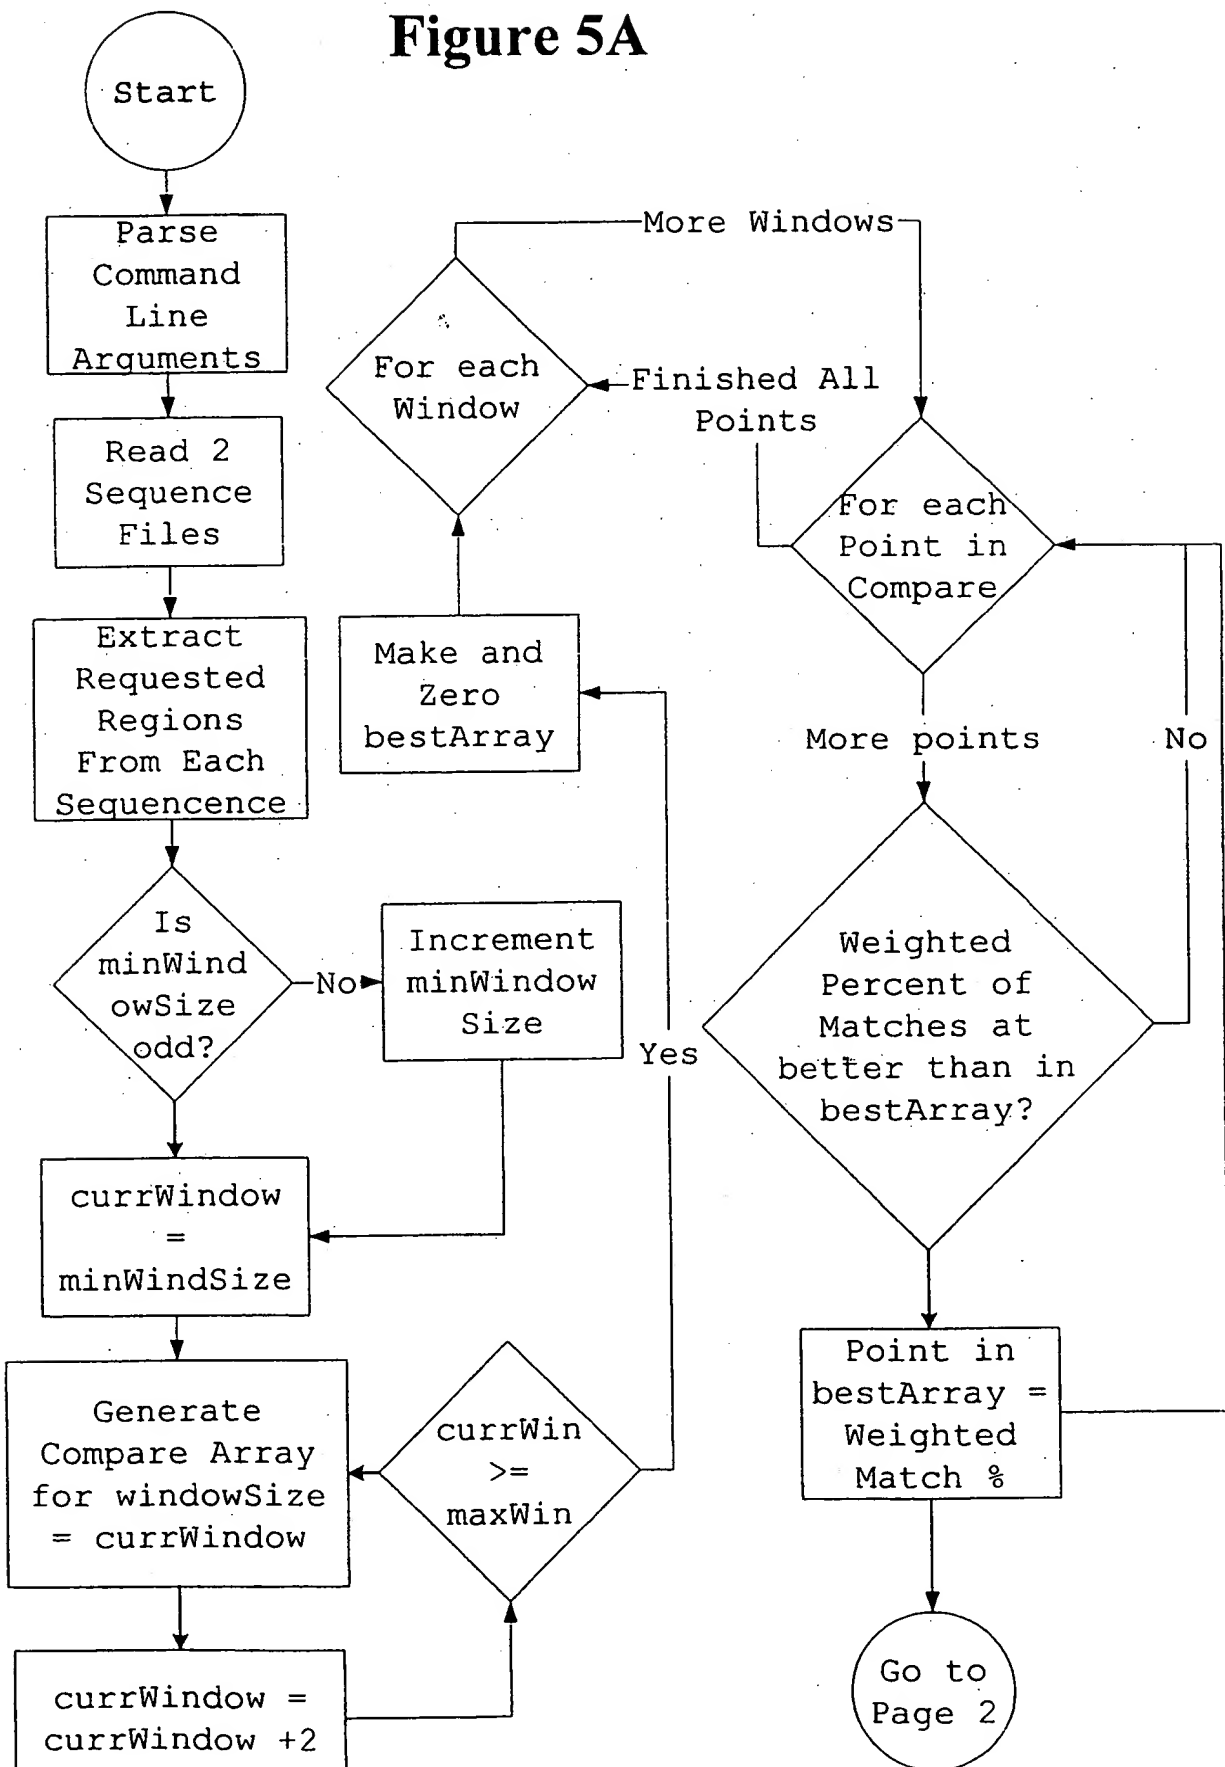 Figure 5A
Start
Parse
Command
Line
Arguments
Read 2
Sequence
Files
Extract
Requested
Regions
From Each
Sequencence
Is
minWind
owSize
odd?
No
Increment
minWindow
Size
currWindow
=
minWindSize
Generate
Compare Array
for windowSize
= currWindow
currWindow =
currWindow +2
currWin
>=
maxWin
Yes
Make and
Zero
bestArray
For each
Window
More Windows
Finished All
Points
For each
Point in
Compare
More points
No
Weighted
Percent of
Matches at
better than in
bestArray?
Point in
bestArray =
Weighted
Match %
Go to
Page 2